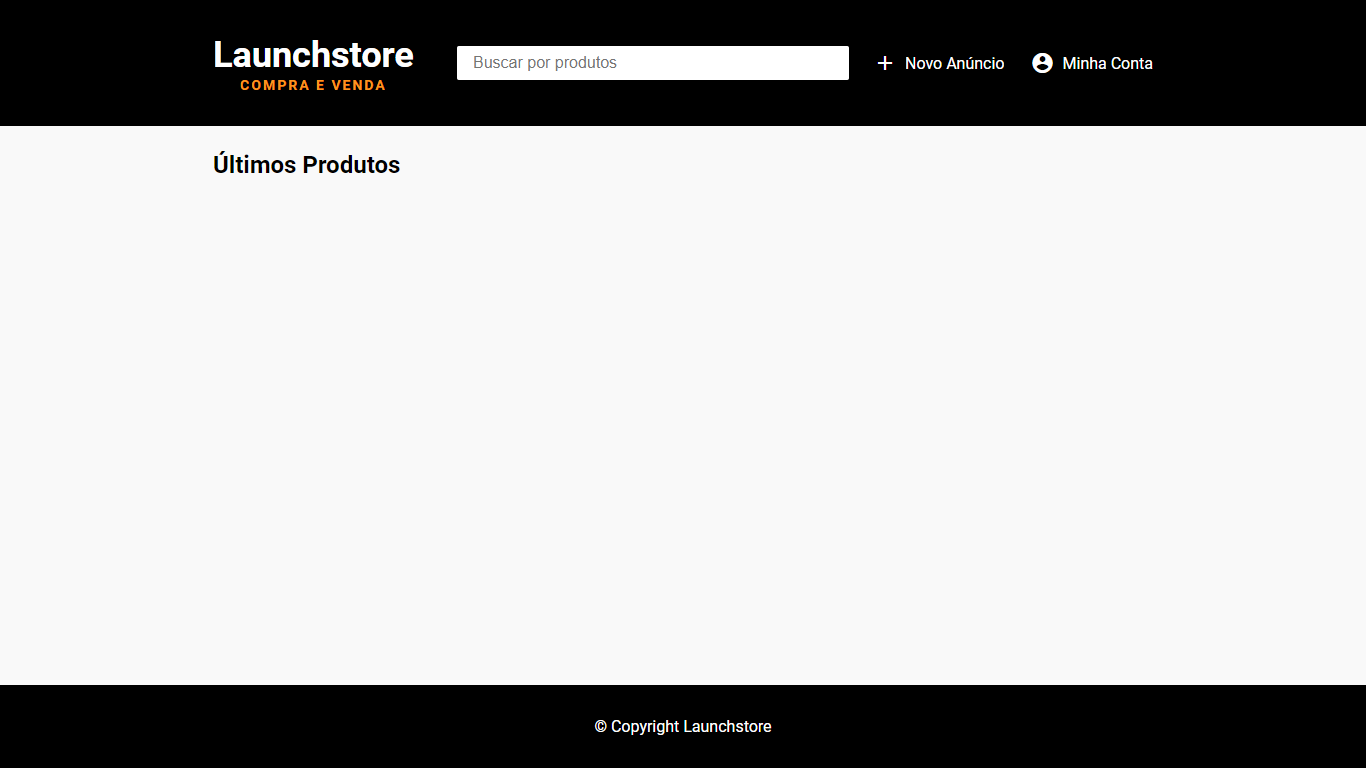 Launchstore
COMPRA E VENDA
Buscar por produtos
Novo Anúncio
Minha Conta
Últimos Produtos
© Copyright Launchstore